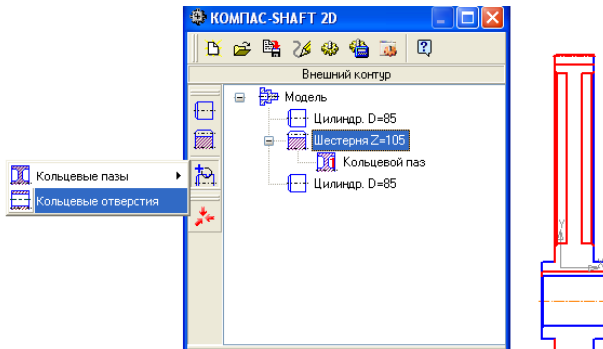 КОМПАС-SHAFT 2D
Внешний контур
Модель
Цилиндр. D=85
Шестерня Z=105
Кольцевой паз
Цилиндр. D=85
Кольцевые пазы
Кольцевые отверстия
Y
X